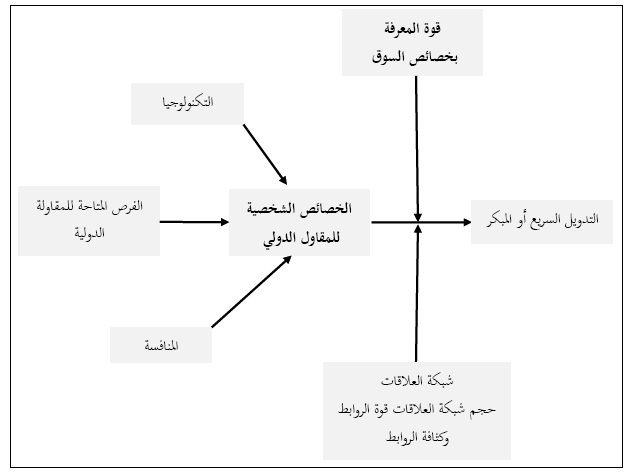 قوة المعرفة
بخصائص السوق
التكنولوجيا
الفرص المتاحة للمقاولة
الدولية
الخصائص الشخصية
للمقاول الدولي
التدويل السريع أو المبكر
المنافسة
شبكة العلاقات
حجم شبكة العلاقات قوة الروابط
وكثافة الروابط